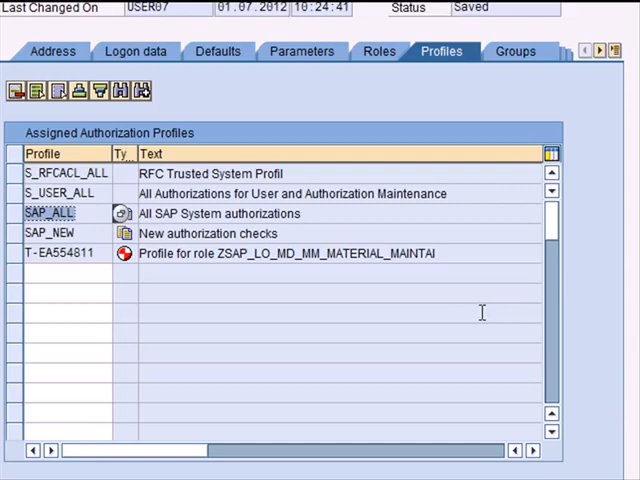 Last Changed On USER07 01.07.2012 10:24:41 Status Saved
Address Logon data Defaults Parameters Roles Profiles Groups
Assigned Authorization Profiles
Profile Ty... Text
S_RFCACL_ALL RFC Trusted System Profil
S_USER_ALL All Authorizations for User and Authorization Maintenance
SAP_ALL All SAP System authorizations
SAP_NEW New authorization checks
T-EA554811 Profile for role ZSAP_LO_MD_MM_MATERIAL_MAINTAI